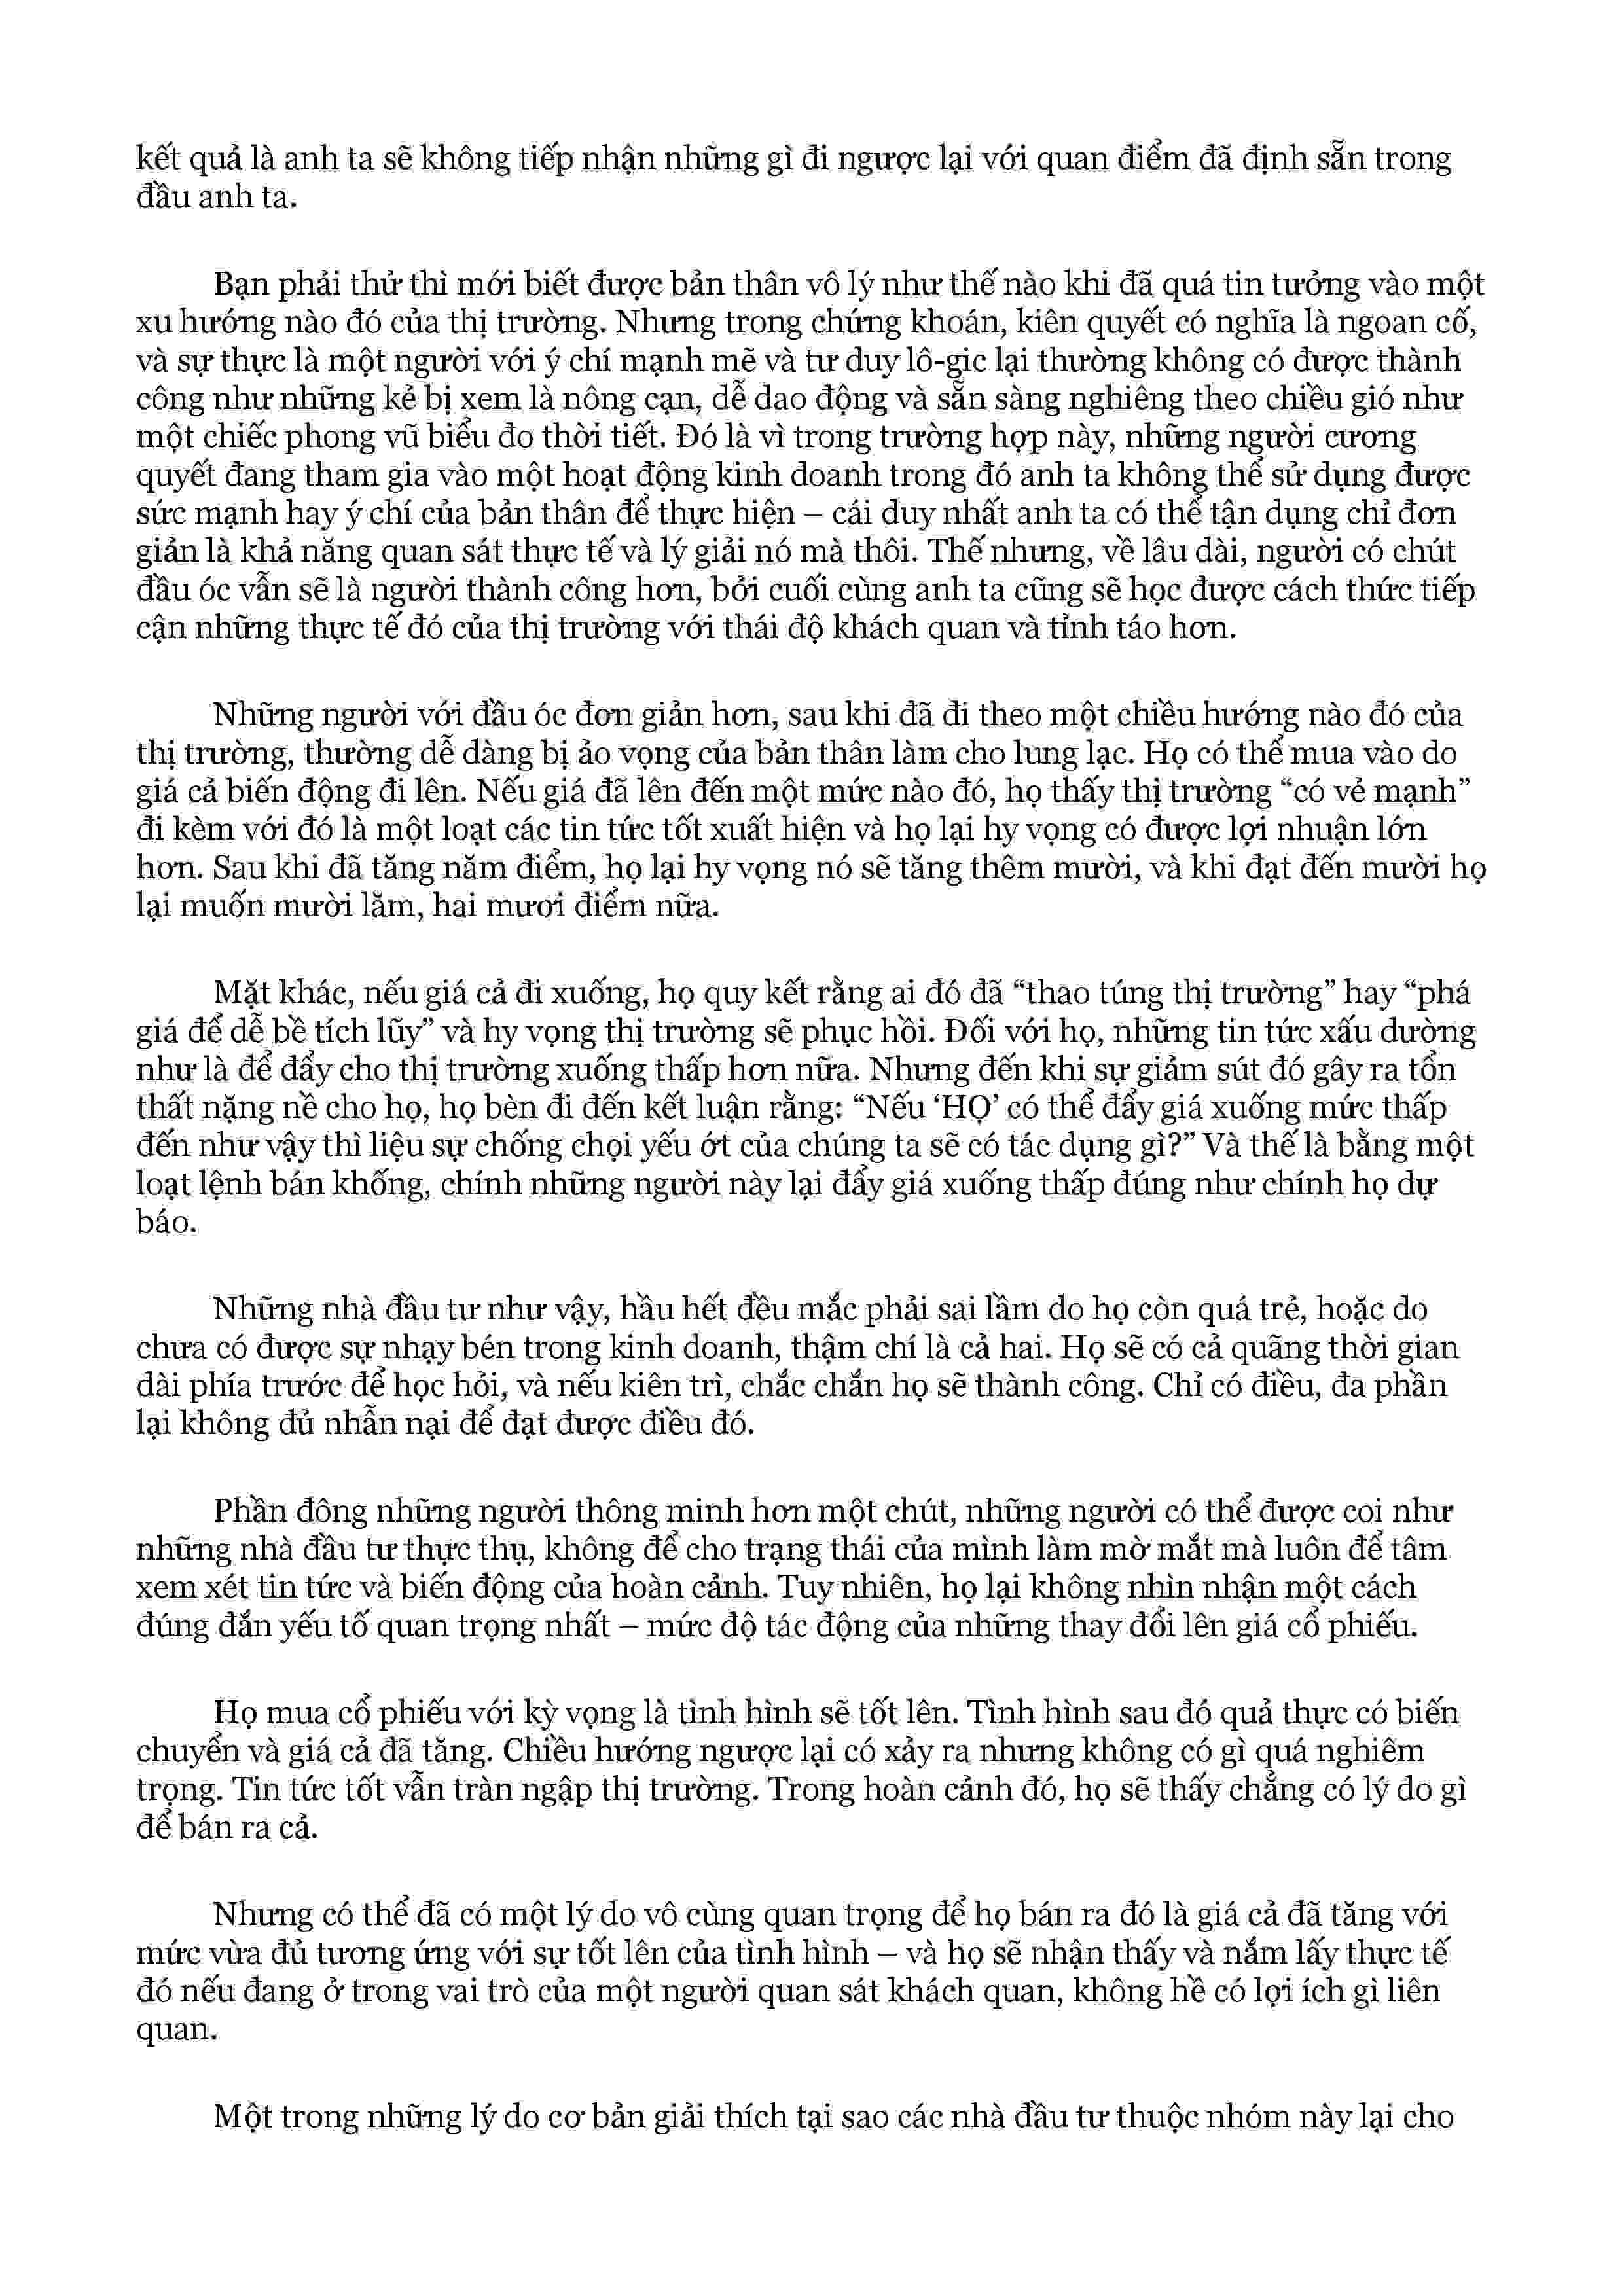 kết quả là anh ta sẽ không tiếp nhận những gì đi ngược lại với quan điểm đã định sẵn trong
đầu anh ta.
Bạn phải thử thì mới biết được bản thân vô lý như thế nào khi đã quá tin tưởng vào một
xu hướng nào đó của thị trường. Nhưng trong chứng khoán, kiên quyết có nghĩa là ngoan cố,
và sự thực là một người với ý chí mạnh mẽ và tư duy lô-gic lại thường không có được thành
công như những kẻ bị xem là nông cạn, dễ dao động và sẵn sàng nghiêng theo chiều gió như
một chiếc phong vũ biểu đo thời tiết. Đó là vì trong trường hợp này, những người cương
quyết đang tham gia vào một hoạt động kinh doanh trong đó anh ta không thể sử dụng được
sức mạnh hay ý chí của bản thân để thực hiện – cái duy nhất anh ta có thể tận dụng chỉ đơn
giản là khả năng quan sát thực tế và lý giải nó mà thôi. Thế nhưng, về lâu dài, người có chút
đầu óc vẫn sẽ là người thành công hơn, bởi cuối cùng anh ta cũng sẽ học được cách thức tiếp
cận những thực tế đó của thị trường với thái độ khách quan và tỉnh táo hơn.
Những người với đầu óc đơn giản hơn, sau khi đã đi theo một chiều hướng nào đó của
thị trường, thường dễ dàng bị ảo vọng của bản thân làm cho lung lạc. Họ có thể mua vào do
giá cả biến động đi lên. Nếu giá đã lên đến một mức nào đó, họ thấy thị trường “có vẻ mạnh”
đi kèm với đó là một loạt các tin tức tốt xuất hiện và họ lại hy vọng có được lợi nhuận lớn
hơn. Sau khi đã tăng năm điểm, họ lại hy vọng nó sẽ tăng thêm mười, và khi đạt đến mười họ
lại muốn mười lăm, hai mươi điểm nữa.
Mặt khác, nếu giá cả đi xuống, họ quy kết rằng ai đó đã “thao túng thị trường” hay “phá
giá để dễ bề tích lũy” và hy vọng thị trường sẽ phục hồi. Đối với họ, những tin tức xấu dường
như là để đẩy cho thị trường xuống thấp hơn nữa. Nhưng đến khi sự giảm sút đó gây ra tổn
thất nặng nề cho họ, họ bèn đi đến kết luận rằng: “Nếu ‘HỌ’ có thể đẩy giá xuống mức thấp
đến như vậy thì liệu sự chống chọi yếu ớt của chúng ta sẽ có tác dụng gì?” Và thế là bằng một
loạt lệnh bán khống, chính những người này lại đẩy giá xuống thấp đúng như chính họ dự
báo.
Những nhà đầu tư như vậy, hầu hết đều mắc phải sai lầm do họ còn quá trẻ, hoặc do
chưa có được sự nhạy bén trong kinh doanh, thậm chí là cả hai. Họ sẽ có cả quãng thời gian
dài phía trước để học hỏi, và nếu kiên trì, chắc chắn họ sẽ thành công. Chỉ có điều, đa phần
lại không đủ nhẫn nại để đạt được điều đó.
Phần đông những người thông minh hơn một chút, những người có thể được coi như
những nhà đầu tư thực thụ, không để cho trạng thái của mình làm mờ mắt mà luôn để tâm
xem xét tin tức và biến động của hoàn cảnh. Tuy nhiên, họ lại không nhìn nhận một cách
đúng đắn yếu tố quan trọng nhất – mức độ tác động của những thay đổi lên giá cổ phiếu.
Họ mua cổ phiếu với kỳ vọng là tình hình sẽ tốt lên. Tình hình sau đó quả thực có biến
chuyển và giá cả đã tăng. Chiều hướng ngược lại có xảy ra nhưng không có gì quá nghiêm
trọng. Tin tức tốt vẫn tràn ngập thị trường. Trong hoàn cảnh đó, họ sẽ thấy chẳng có lý do gì
để bán ra cả.
Nhưng có thể đã có một lý do vô cùng quan trọng để họ bán ra đó là giá cả đã tăng với
mức vừa đủ tương ứng với sự tốt lên của tình hình – và họ sẽ nhận thấy và nắm lấy thực tế
đó nếu đang ở trong vai trò của một người quan sát khách quan, không hề có lợi ích gì liên
quan.
Một trong những lý do cơ bản giải thích tại sao các nhà đầu tư thuộc nhóm này lại cho